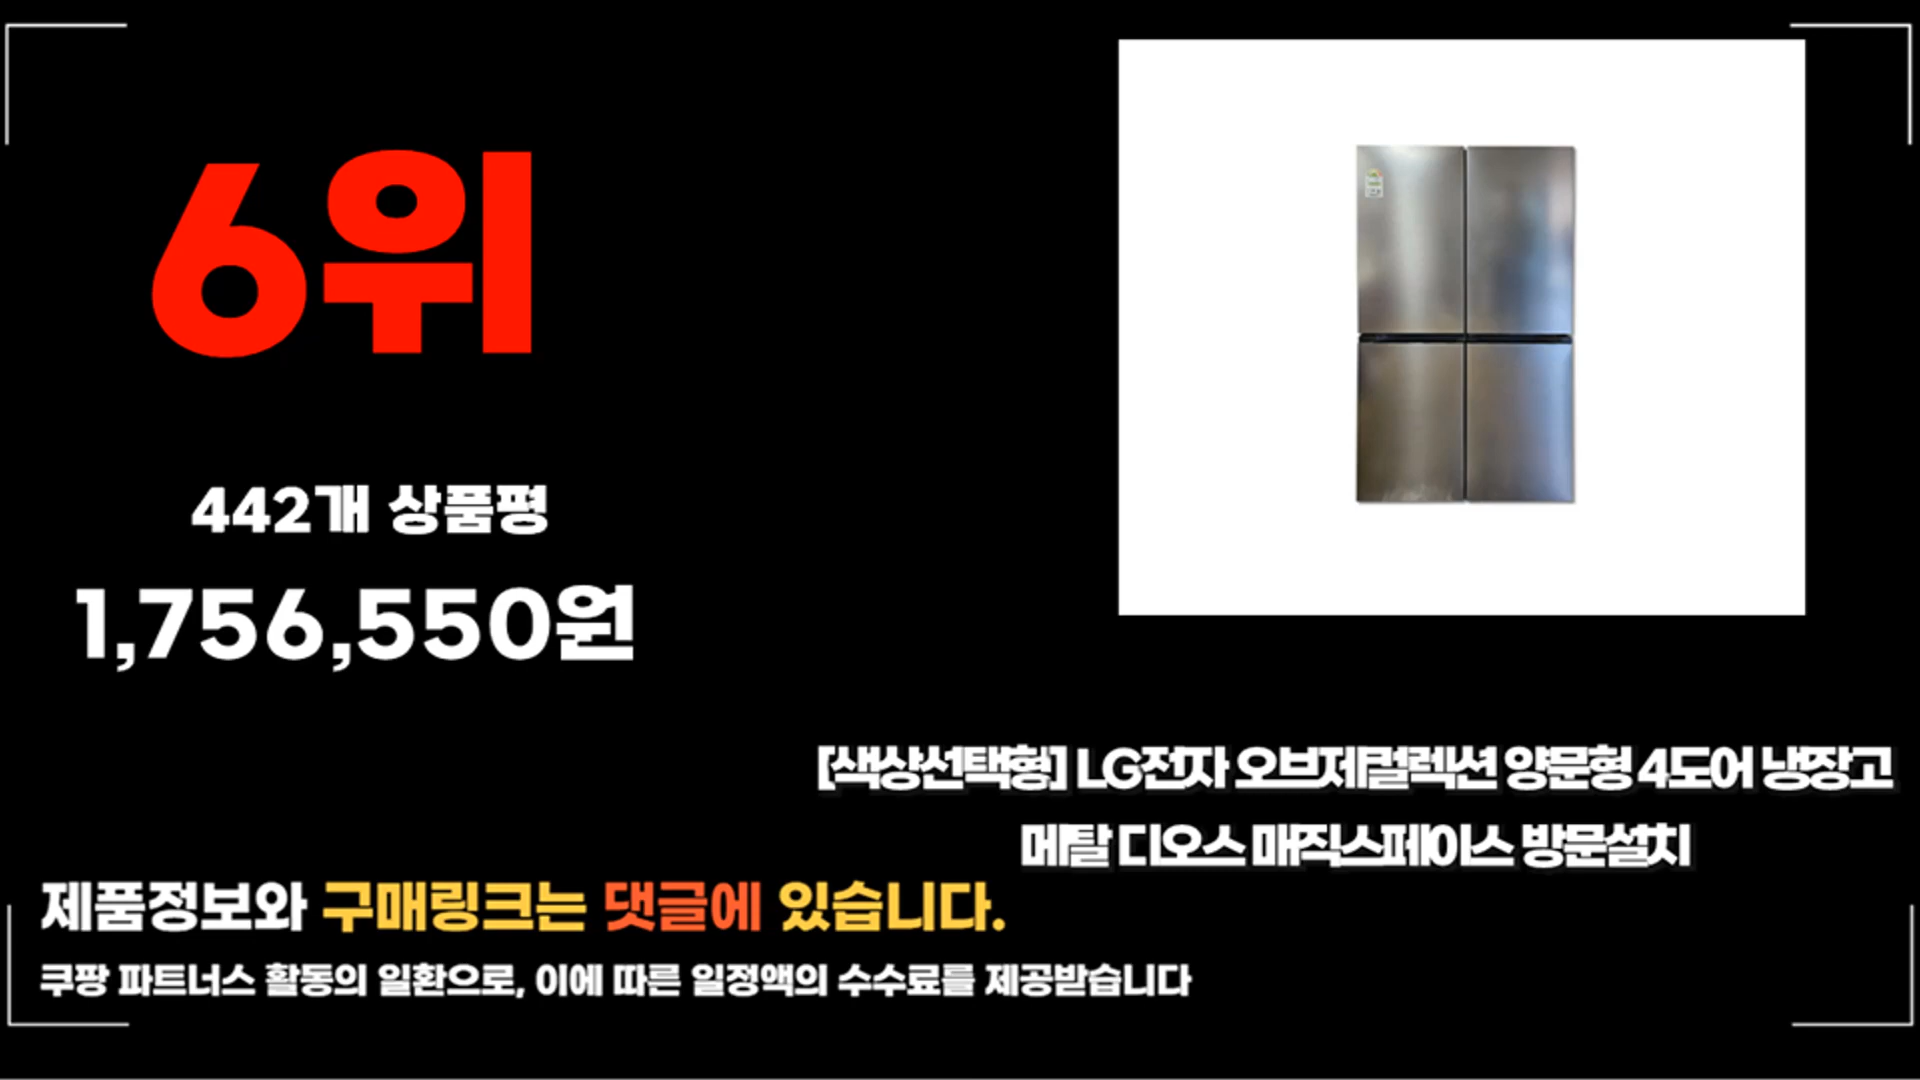 6위
442개 상품평
1,756,550원
[색상선택형] LG전자 오브제컬렉션 양문형 4도어 냉장고
메탈 디오스 매직스페이스 방문설치
제품정보와 구매링크는 댓글에 있습니다.
쿠팡 파트너스 활동의 일환으로, 이에 따른 일정액의 수수료를 제공받습니다